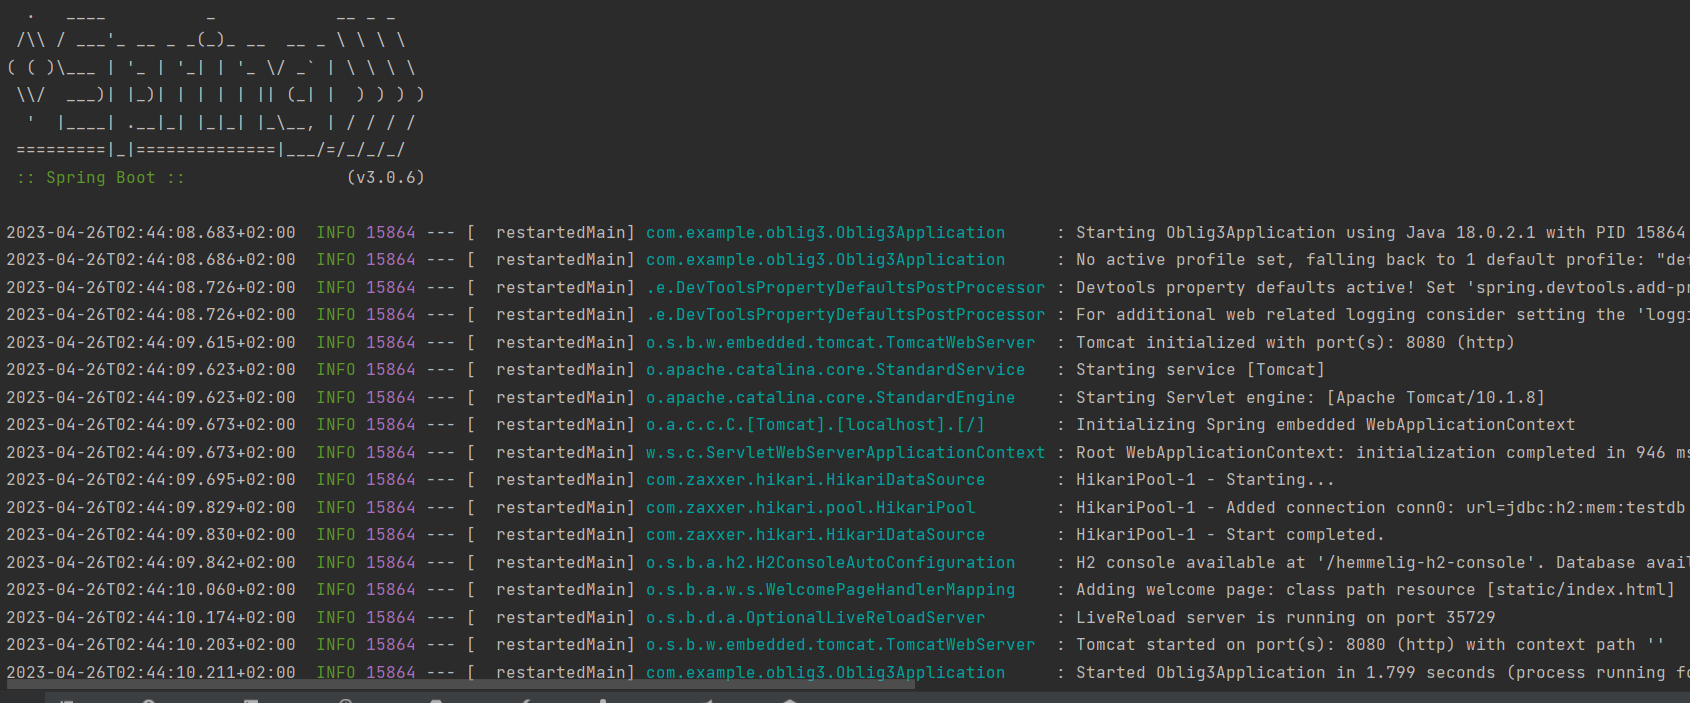 .   ____          _            __ _ _
 /\\ / ___'_ __ _ _(_)_ __  __ _ \ \ \ \
( ( )\___ | '_ | '_| | '_ \/ _` | \ \ \ \
 \\/  ___)| |_)| | | | | || (_| |  ) ) ) )
  '  |____| .__|_| |_|_| |_\__, | / / / /
 =========|_|==============|___/=/_/_/_/
 :: Spring Boot ::                (v3.0.6)

2023-04-26T02:44:08.683+02:00  INFO 15864 --- [  restartedMain] com.example.oblig3.Oblig3Application     : Starting Oblig3Application using Java 18.0.2.1 with PID 15864
2023-04-26T02:44:08.686+02:00  INFO 15864 --- [  restartedMain] com.example.oblig3.Oblig3Application     : No active profile set, falling back to 1 default profile: "def
2023-04-26T02:44:08.726+02:00  INFO 15864 --- [  restartedMain] .e.DevToolsPropertyDefaultsPostProcessor : Devtools property defaults active! Set 'spring.devtools.add-pr
2023-04-26T02:44:08.726+02:00  INFO 15864 --- [  restartedMain] .e.DevToolsPropertyDefaultsPostProcessor : For additional web related logging consider setting the 'loggi
2023-04-26T02:44:09.615+02:00  INFO 15864 --- [  restartedMain] o.s.b.w.embedded.tomcat.TomcatWebServer  : Tomcat initialized with port(s): 8080 (http)
2023-04-26T02:44:09.623+02:00  INFO 15864 --- [  restartedMain] o.apache.catalina.core.StandardService   : Starting service [Tomcat]
2023-04-26T02:44:09.623+02:00  INFO 15864 --- [  restartedMain] o.apache.catalina.core.StandardEngine    : Starting Servlet engine: [Apache Tomcat/10.1.8]
2023-04-26T02:44:09.673+02:00  INFO 15864 --- [  restartedMain] o.a.c.c.C.[Tomcat].[localhost].[/]       : Initializing Spring embedded WebApplicationContext
2023-04-26T02:44:09.673+02:00  INFO 15864 --- [  restartedMain] w.s.c.ServletWebServerApplicationContext : Root WebApplicationContext: initialization completed in 946 ms
2023-04-26T02:44:09.695+02:00  INFO 15864 --- [  restartedMain] com.zaxxer.hikari.HikariDataSource       : HikariPool-1 - Starting...
2023-04-26T02:44:09.829+02:00  INFO 15864 --- [  restartedMain] com.zaxxer.hikari.pool.HikariPool        : HikariPool-1 - Added connection conn0: url=jdbc:h2:mem:testdb
2023-04-26T02:44:09.830+02:00  INFO 15864 --- [  restartedMain] com.zaxxer.hikari.HikariDataSource       : HikariPool-1 - Start completed.
2023-04-26T02:44:09.842+02:00  INFO 15864 --- [  restartedMain] o.s.b.a.h2.H2ConsoleAutoConfiguration    : H2 console available at '/hemmelig-h2-console'. Database avail
2023-04-26T02:44:10.060+02:00  INFO 15864 --- [  restartedMain] o.s.b.a.w.s.WelcomePageHandlerMapping    : Adding welcome page: class path resource [static/index.html]
2023-04-26T02:44:10.174+02:00  INFO 15864 --- [  restartedMain] o.s.b.d.a.OptionalLiveReloadServer       : LiveReload server is running on port 35729
2023-04-26T02:44:10.203+02:00  INFO 15864 --- [  restartedMain] o.s.b.w.embedded.tomcat.TomcatWebServer  : Tomcat started on port(s): 8080 (http) with context path ''
2023-04-26T02:44:10.211+02:00  INFO 15864 --- [  restartedMain] com.example.oblig3.Oblig3Application     : Started Oblig3Application in 1.799 seconds (process running fo